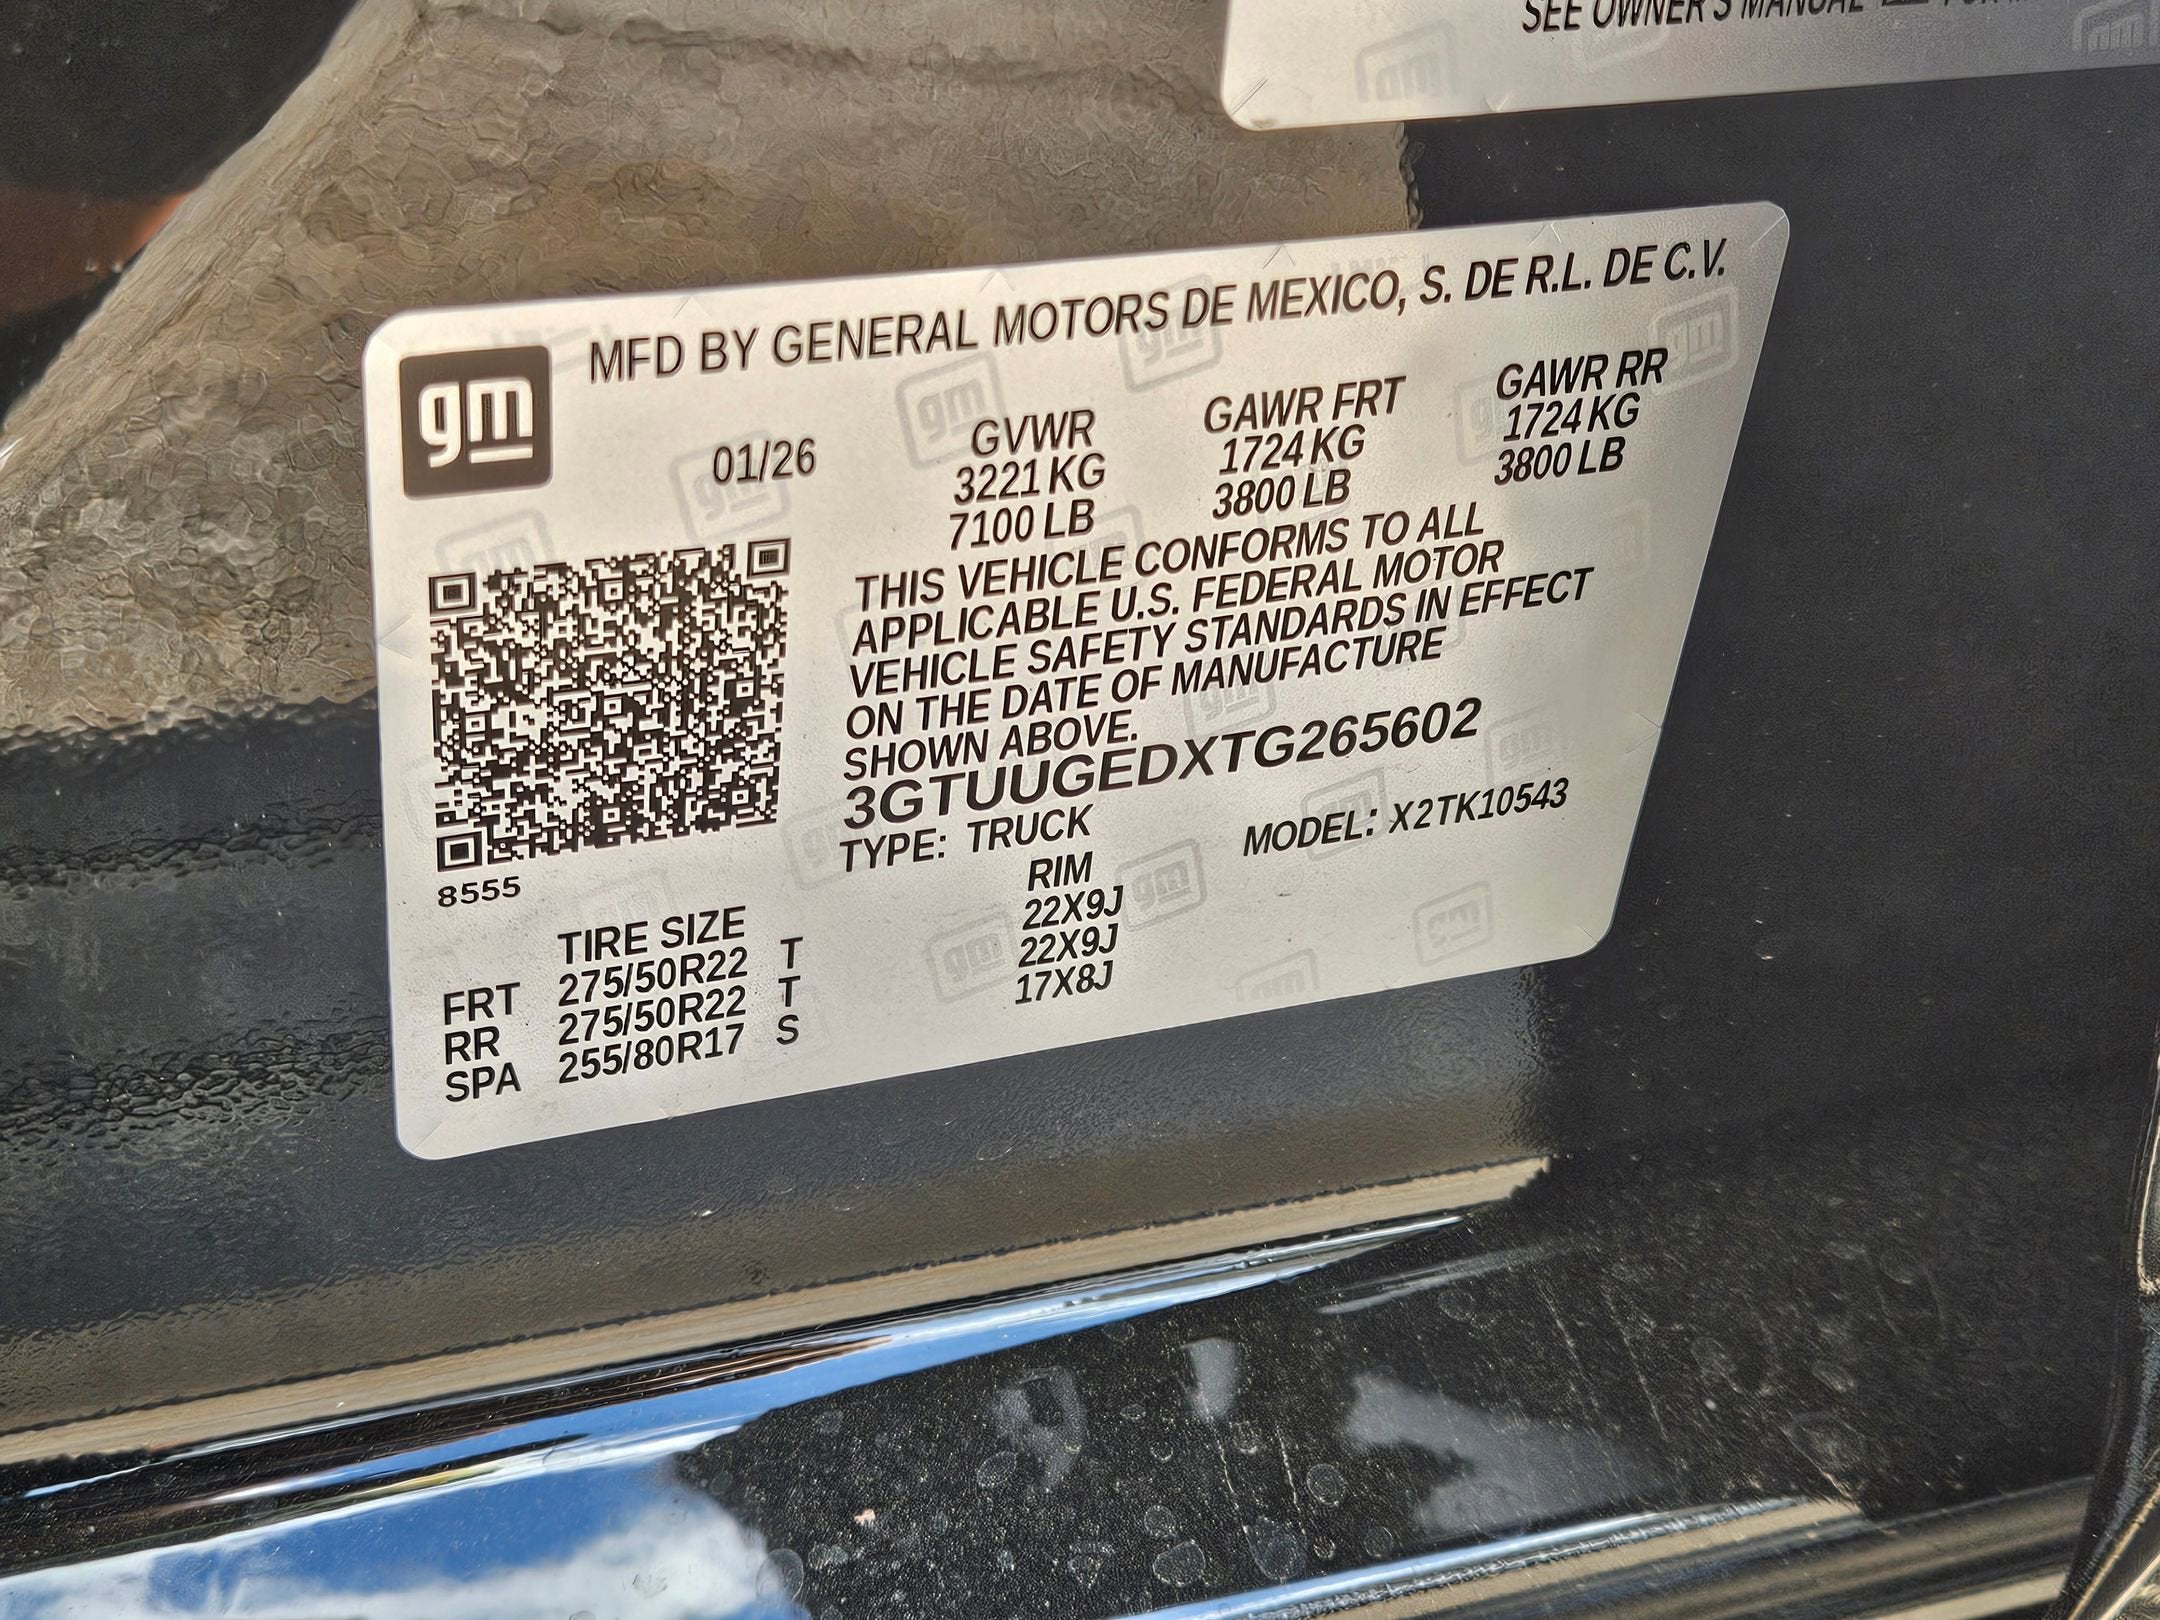 SEE OWNER'S MANUAL
gm
MFD BY GENERAL MOTORS DE MEXICO, S. DE R.L. DE C.V.
01/26
GVWR GAWR FRT GAWR RR
3221 KG 1724 KG 1724 KG
7100 LB 3800 LB 3800 LB
THIS VEHICLE CONFORMS TO ALL
APPLICABLE U.S. FEDERAL MOTOR
VEHICLE SAFETY STANDARDS IN EFFECT
ON THE DATE OF MANUFACTURE
SHOWN ABOVE.
3GTUUGEDXTG265602
TYPE: TRUCK MODEL: X2TK10543
8555
TIRE SIZE RIM
FRT 275/50R22 T 22X9J
RR 275/50R22 T 22X9J
SPA 255/80R17 S 17X8J